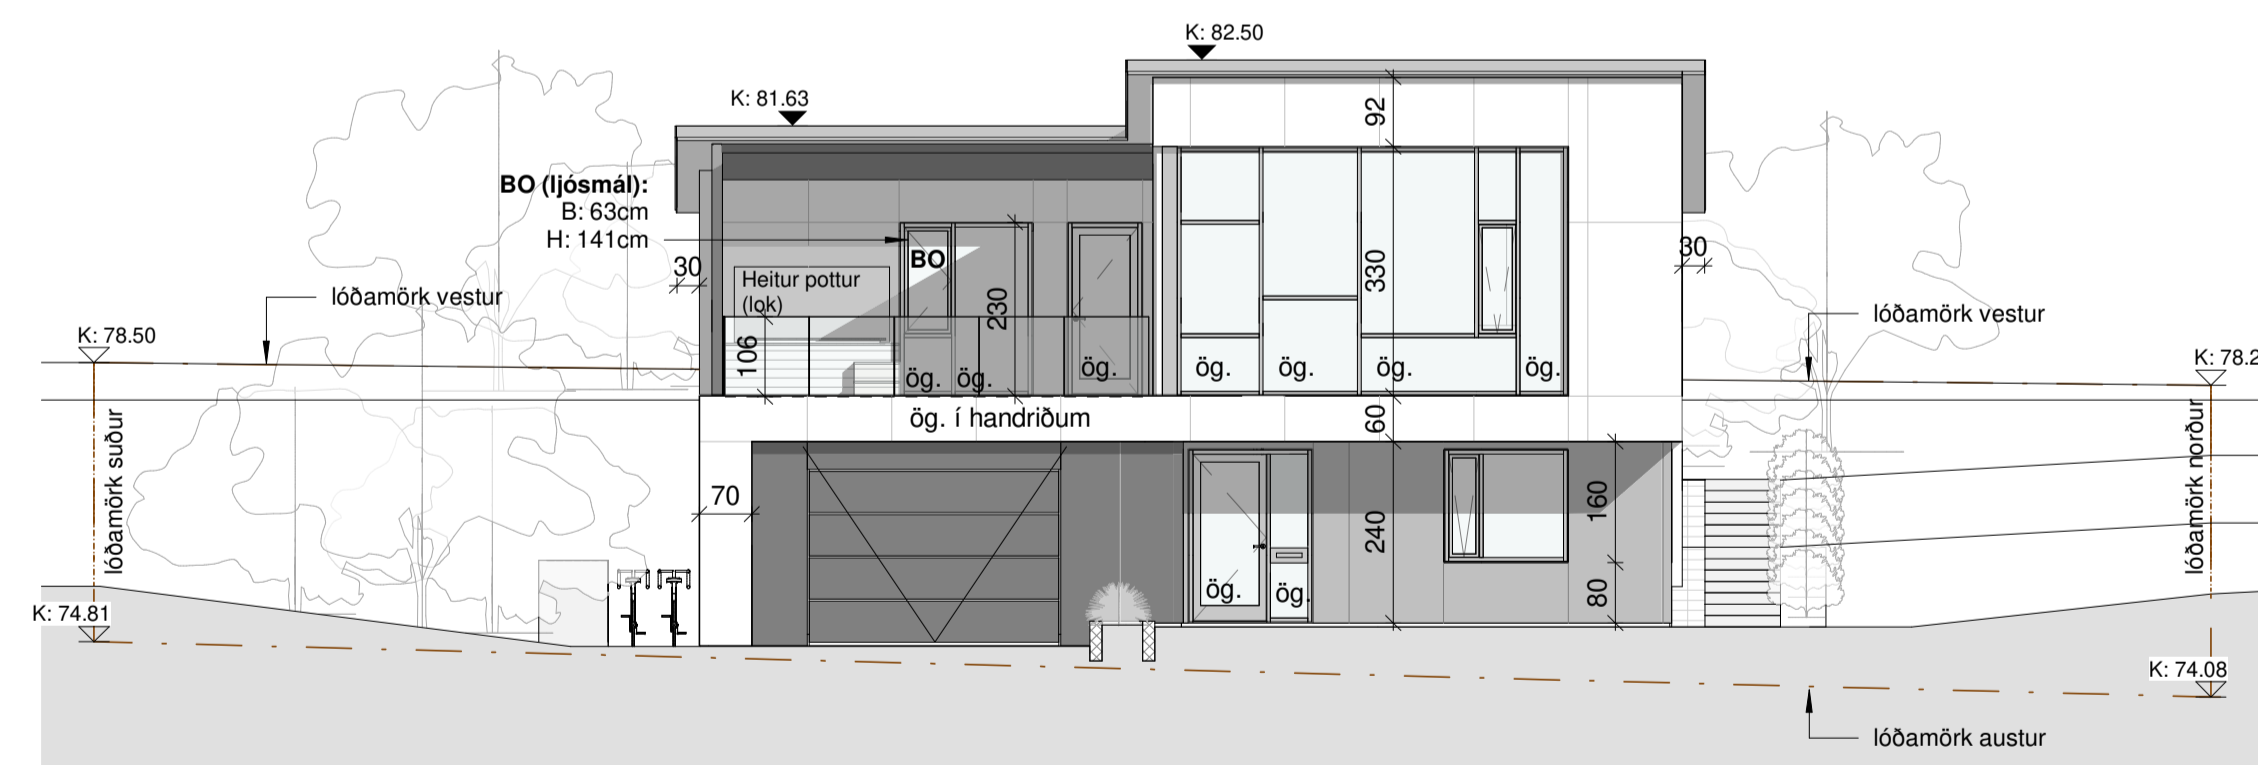 K: 82.50
K: 81.63
92
BO (ljósmál):
B: 63cm
H: 141cm
30
BO
Heitur pottur
(lok)
230
330
30
lóðamörk vestur
lóðamörk vestur
K: 78.50
K: 78.2
106
ög.
ög.
ög.
ög.
ög.
ög.
ög.
ög. í handriðum
60
lóðamörk suður
lóðamörk norður
70
240
160
80
ög.
ög.
K: 74.81
K: 74.08
lóðamörk austur